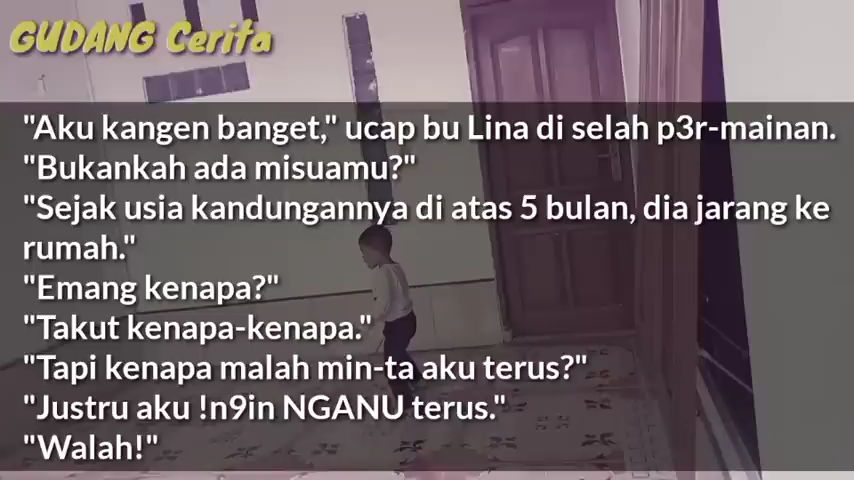 GUDANG Cerita
"Aku kangen banget," ucap bu Lina di selah p3r-mainan.
"Bukankah ada misuamu?"
"Sejak usia kandungannya di atas 5 bulan, dia jarang ke
rumah."
"Emang kenapa?"
"Takut kenapa-kenapa."
"Tapi kenapa malah min-ta aku terus?"
"Justru aku !n9in NGANU terus."
"Walah!"